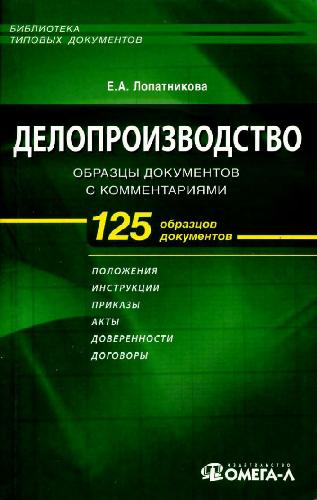 БИБЛИОТЕКА
ТИПОВЫХ ДОКУМЕНТОВ
Е.А. Лопатникова
ДЕЛОПРОИЗВОДСТВО
ОБРАЗЦЫ ДОКУМЕНТОВ
С КОММЕНТАРИЯМИ
125 образцов
документов
ПОЛОЖЕНИЯ
ИНСТРУКЦИИ
ПРИКАЗЫ
АКТЫ
ДОВЕРЕННОСТИ
ДОГОВОРЫ
ИЗДАТЕЛЬСТВО
ОМЕГА-Л